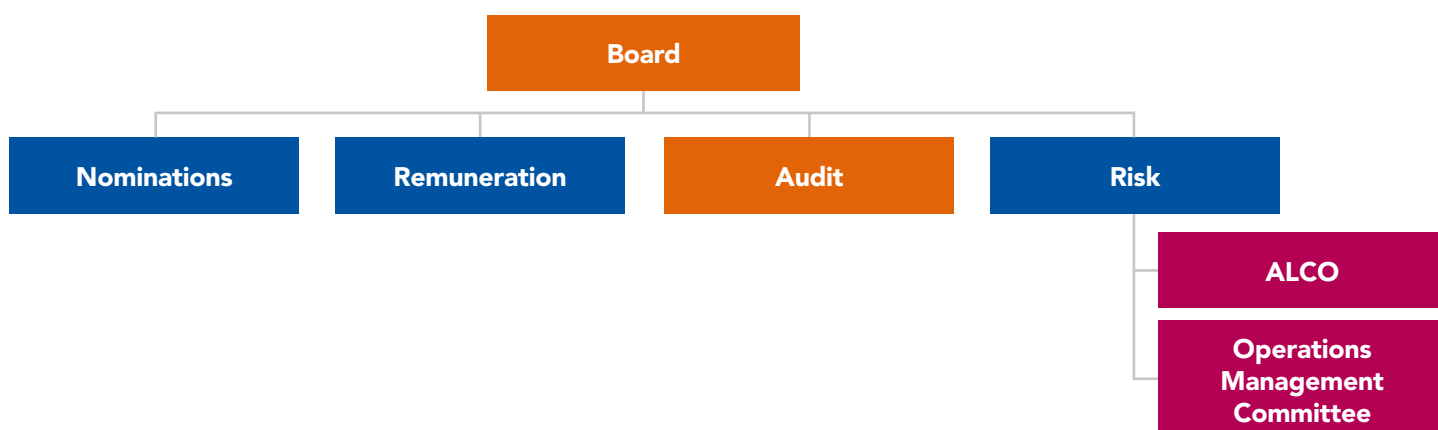 Board
Nominations
Remuneration
Audit
Risk
ALCO
Operations
Management
Committee